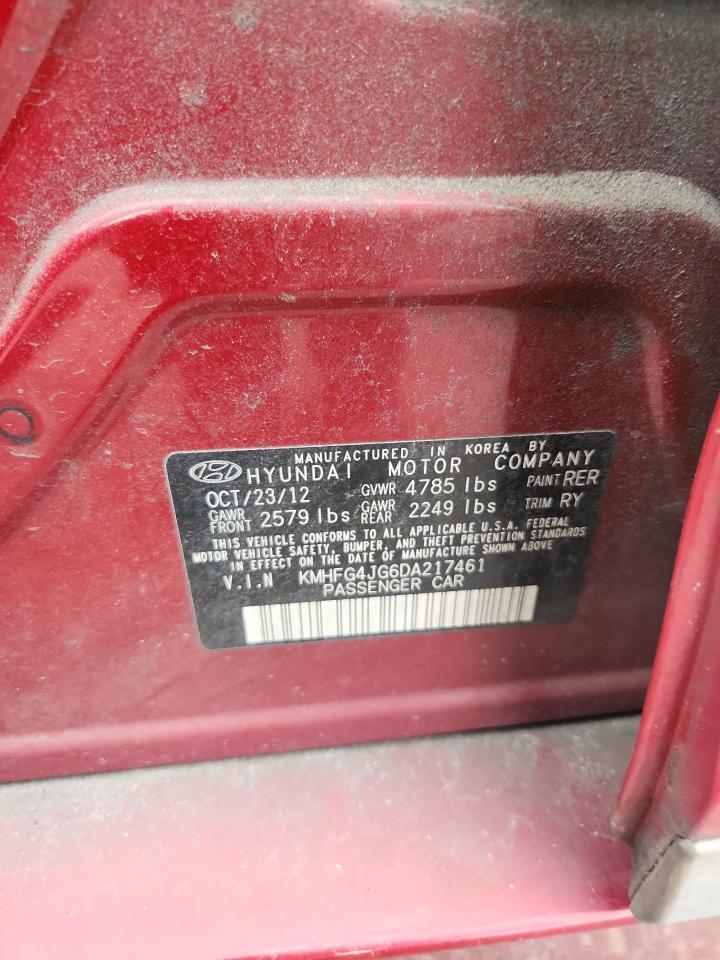 MANUFACTURED IN KOREA BY
HYUNDAI MOTOR COMPANY
OCT/23/12 GVWR 4785 lbs PAINT RER
GAWR FRONT 2579 lbs GAWR REAR 2249 lbs TRIM RY
THIS VEHICLE CONFORMS TO ALL APPLICABLE U.S.A. FEDERAL
MOTOR VEHICLE SAFETY, BUMPER, AND THEFT PREVENTION STANDARDS
IN EFFECT ON THE DATE OF MANUFACTURE SHOWN ABOVE
V.I.N KMHFG4JG6DA217461
PASSENGER CAR